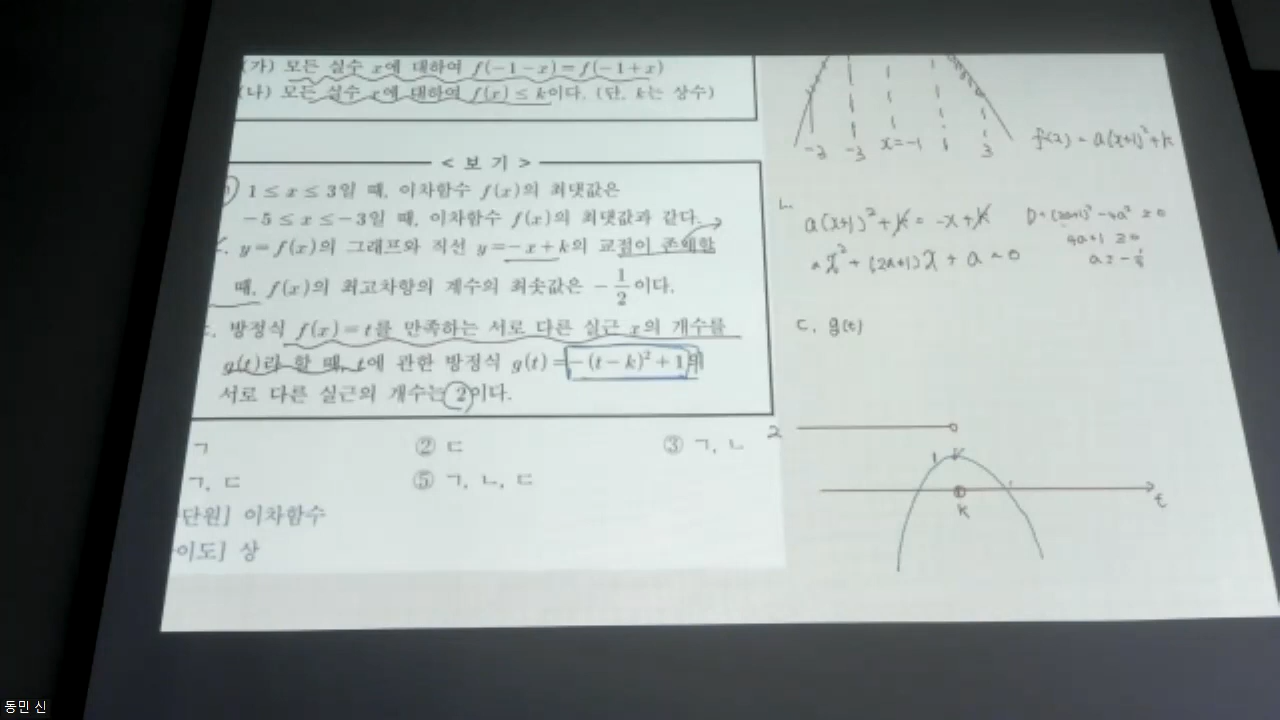 (가) 모든 실수 x에 대하여 f(-1-x)=f(-1+x)
(나) 모든 실수 x에 대하여 f(x)≤k이다. (단, k는 상수)
< 보 기 >
1≤x≤3일 때, 이차함수 f(x)의 최댓값은
-5≤x≤-3일 때, 이차함수 f(x)의 최댓값과 같다.
y=f(x)의 그래프와 직선 y=-x+k의 교점이 존재할
때, f(x)의 최고차항의 계수의 최솟값은 -1/2이다.
ㄷ. 방정식 f(x)=t를 만족하는 서로 다른 실근 x의 개수를
g(t)라 할 때, t에 관한 방정식 g(t)=-(t-k)²+1의
서로 다른 실근의 개수는 2이다.
ㄱ
② ㄷ
③ ㄱ, ㄴ
ㄱ, ㄷ
⑤ ㄱ, ㄴ, ㄷ
단원] 이차함수
이도] 상
-3 x=-1 1 3
f(x)=a(x+1)²+k
ㄴ.
a(x+1)²+k=-x+k
ax²+(2a+1)x+a=0
D=(2a+1)²-4a²≥0
4a+1≥0
a≥-1/4
ㄷ. g(t)
2
1
k
t
동민 신